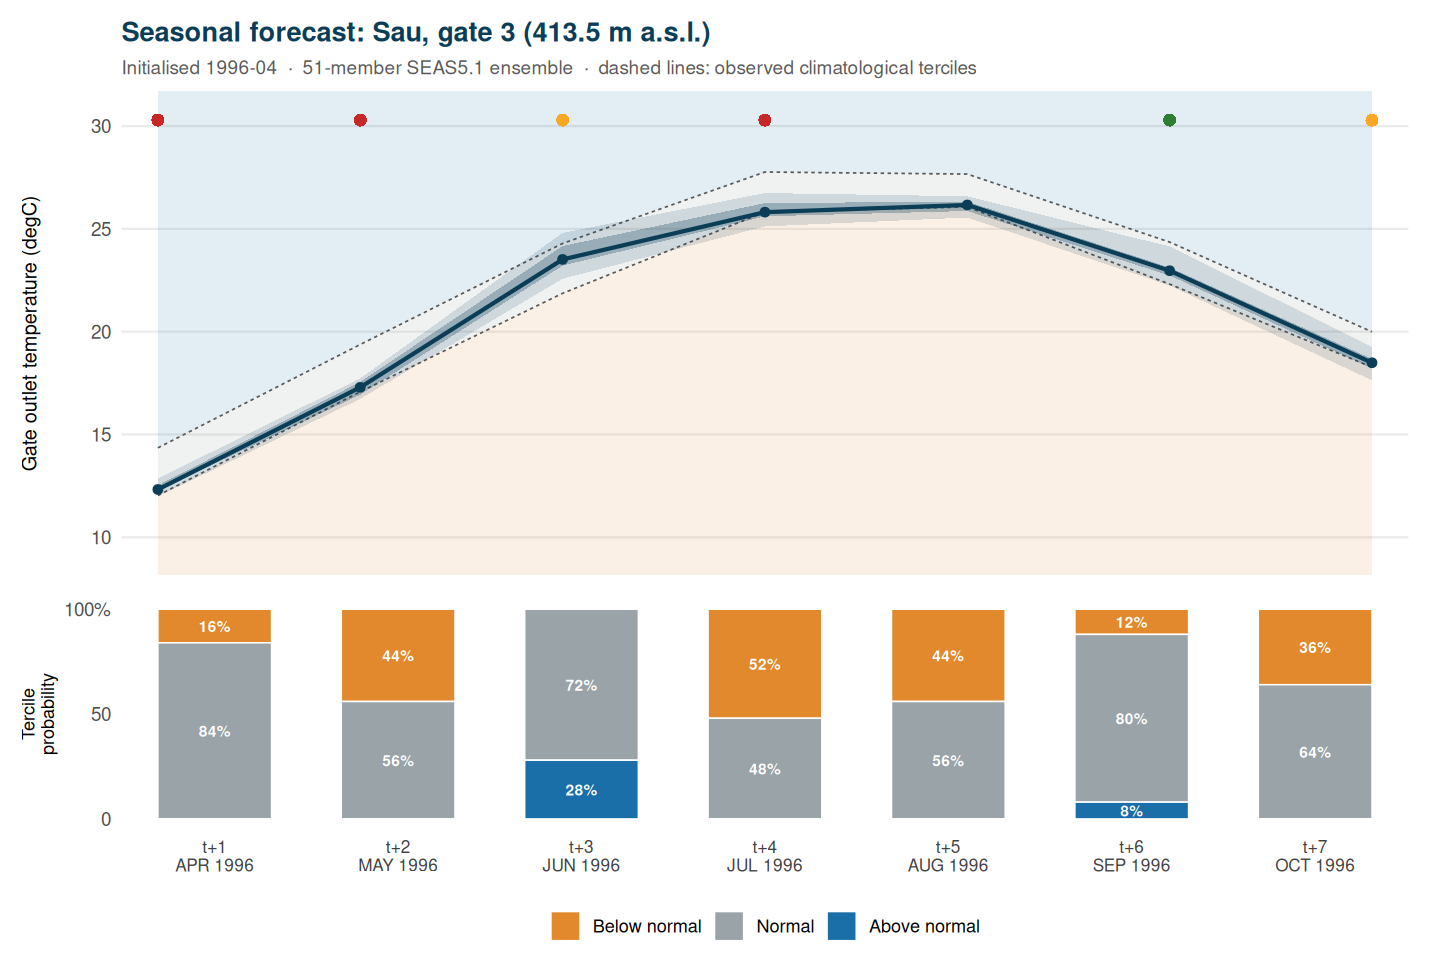 Seasonal forecast: Sau, gate 3 (413.5 m a.s.l.)
Initialised 1996-04 · 51-member SEAS5.1 ensemble · dashed lines: observed climatological terciles
Gate outlet temperature (degC)
30
25
20
15
10
Tercile
probability
100%
50
0
16%
84%
44%
56%
72%
28%
52%
48%
44%
56%
12%
80%
8%
36%
64%
t+1
APR 1996
t+2
MAY 1996
t+3
JUN 1996
t+4
JUL 1996
t+5
AUG 1996
t+6
SEP 1996
t+7
OCT 1996
Below normal
Normal
Above normal